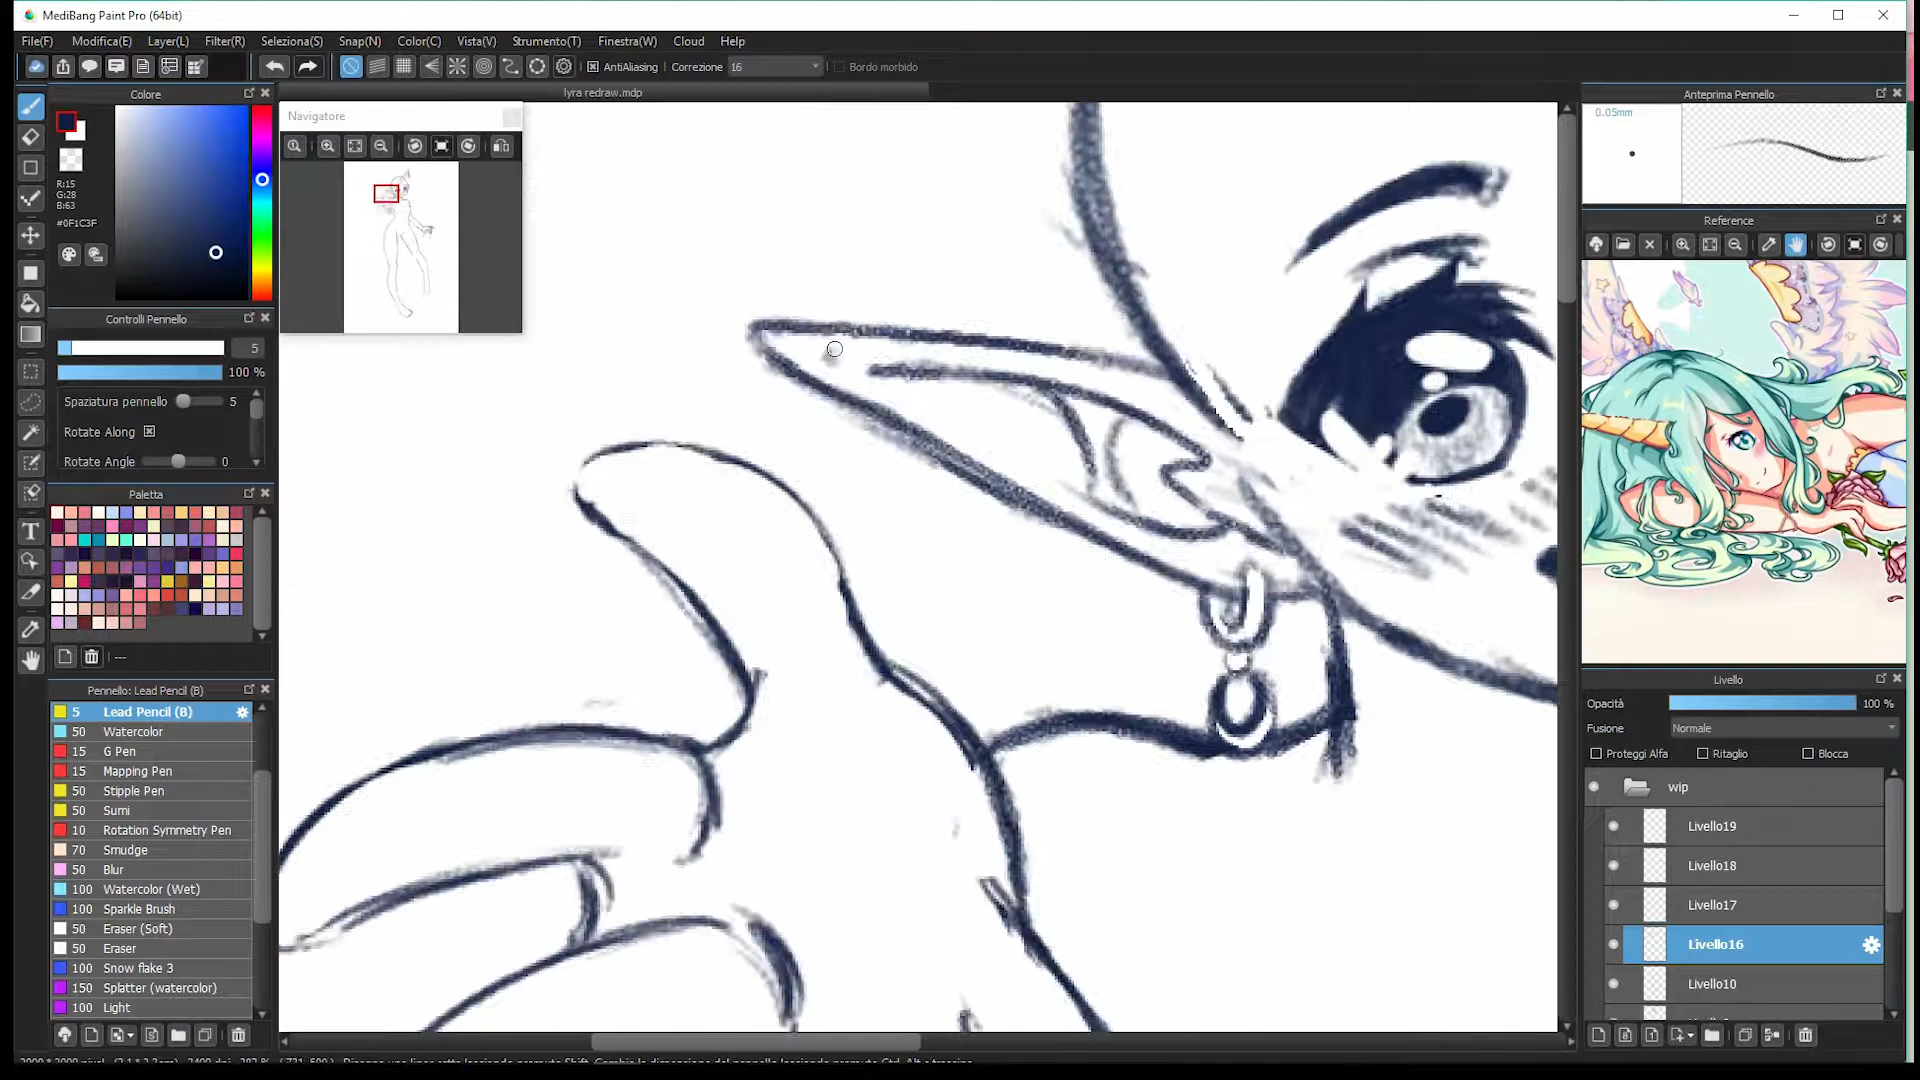 MediBang Paint Pro (64bit)
File(F) Modifica(E) Layer(L) Filter(R) Seleziona(S) Snap(N) Color(C) Vista(V) Strumento(T) Finestra(W) Cloud Help
AntiAliasing Correzione 16 Bordo morbido
Colore
lyra redraw.mdp
Anteprima Pennello
Navigatore
0.05mm
R:15
G:28
B:63
#0F1C3F
Reference
Controlli Pennello
5
100 %
Spaziatura pennello 5
Rotate Along
Rotate Angle 0
Paletta
---
Pennello: Lead Pencil (B)
5 Lead Pencil (B)
50 Watercolor
15 G Pen
15 Mapping Pen
50 Stipple Pen
50 Sumi
10 Rotation Symmetry Pen
70 Smudge
50 Blur
100 Watercolor (Wet)
100 Sparkle Brush
50 Eraser (Soft)
50 Eraser
100 Snow flake 3
150 Splatter (watercolor)
100 Light
Livello
Opacità 100 %
Fusione Normale
Proteggi Alfa Ritaglio Blocca
wip
Livello19
Livello18
Livello17
Livello16
Livello10